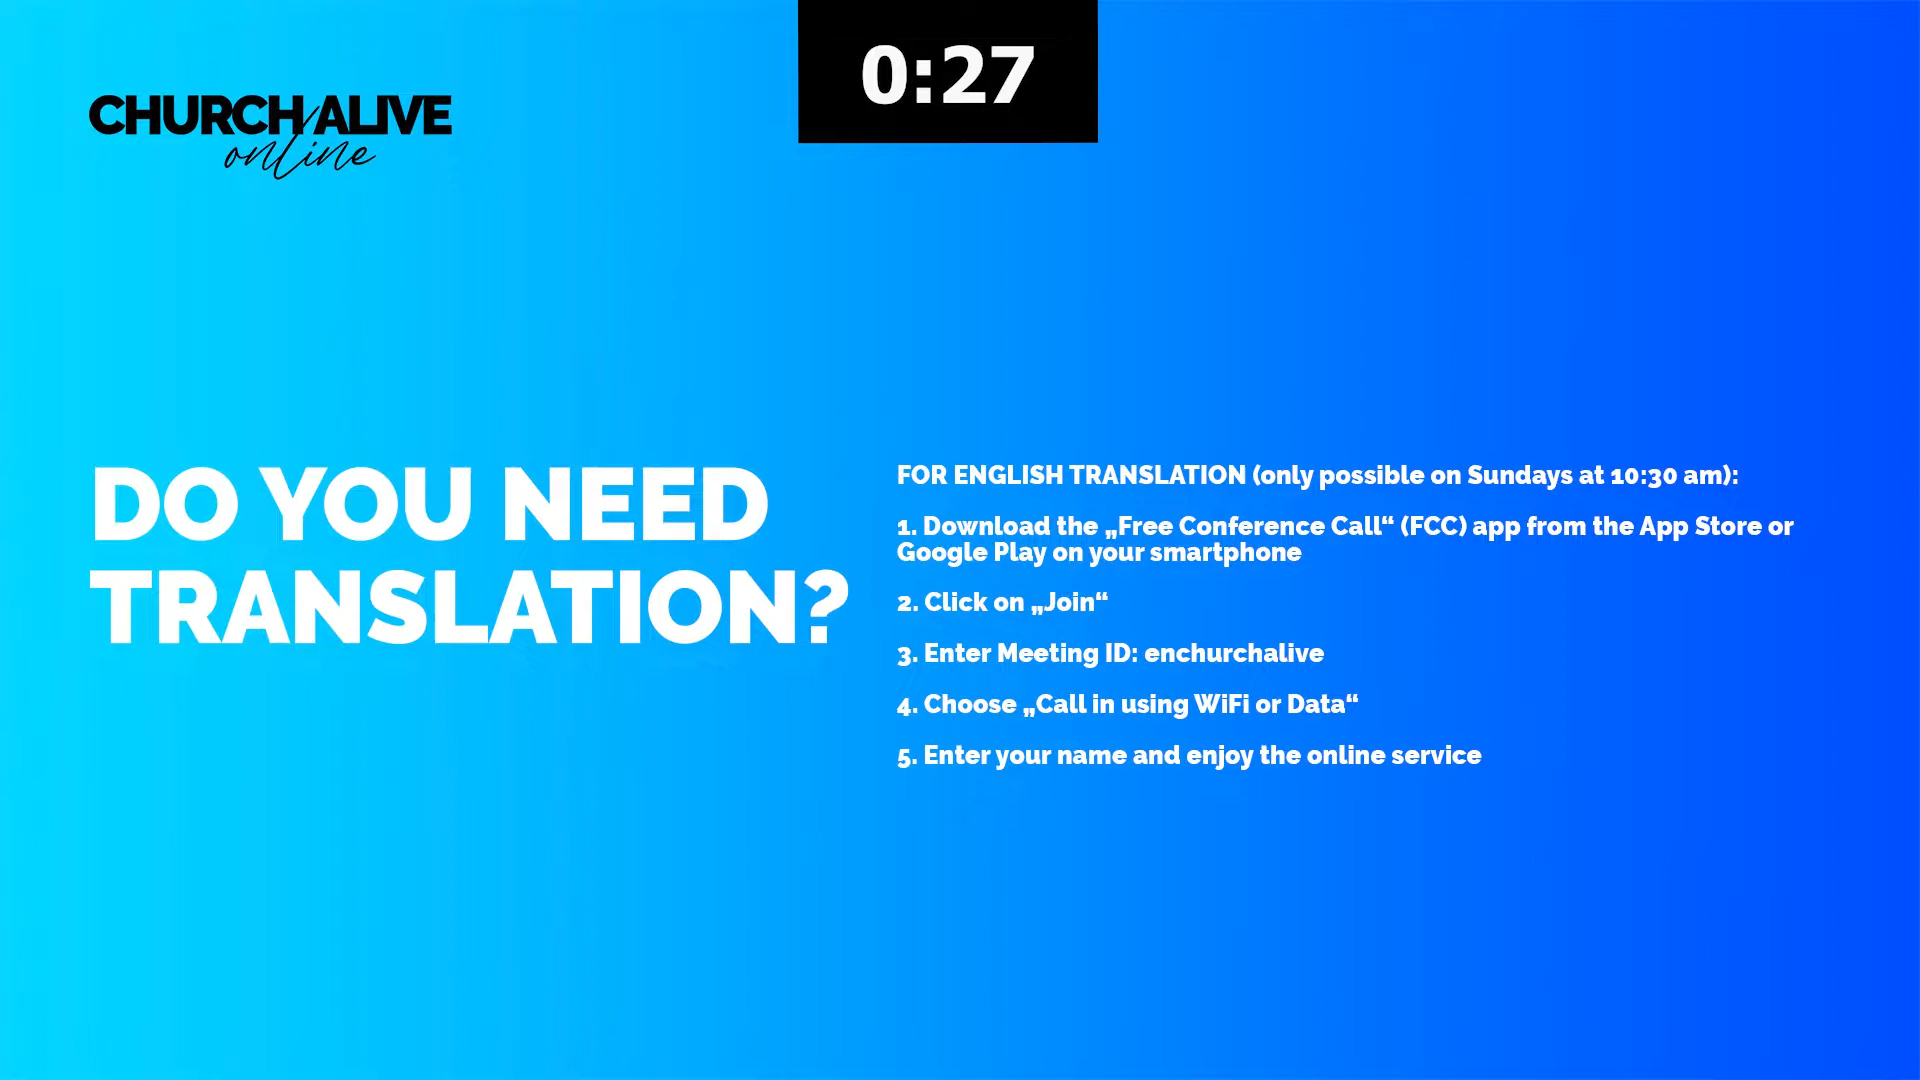 0:27
CHURCH ALIVE
online
DO YOU NEED
TRANSLATION?
FOR ENGLISH TRANSLATION (only possible on Sundays at 10:30 am):
1. Download the „Free Conference Call“ (FCC) app from the App Store or
Google Play on your smartphone
2. Click on „Join“
3. Enter Meeting ID: enchurchalive
4. Choose „Call in using WiFi or Data“
5. Enter your name and enjoy the online service